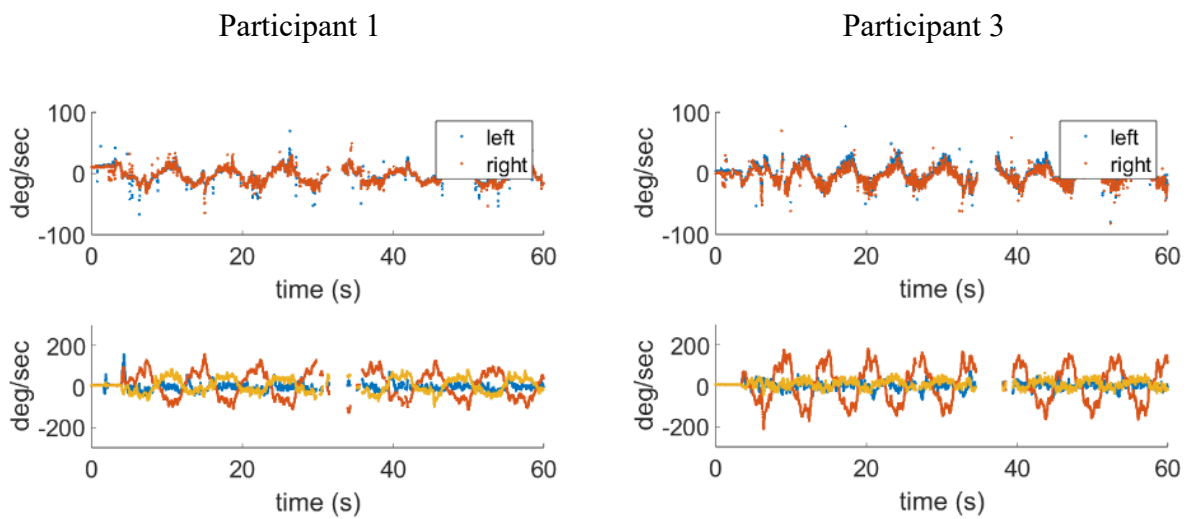 Participant 1
Participant 3
100
0
-100
deg/sec
left
right
0 20 40 60
time (s)
100
0
-100
deg/sec
left
right
0 20 40 60
time (s)
200
0
-200
deg/sec
0 20 40 60
time (s)
200
0
-200
deg/sec
0 20 40 60
time (s)